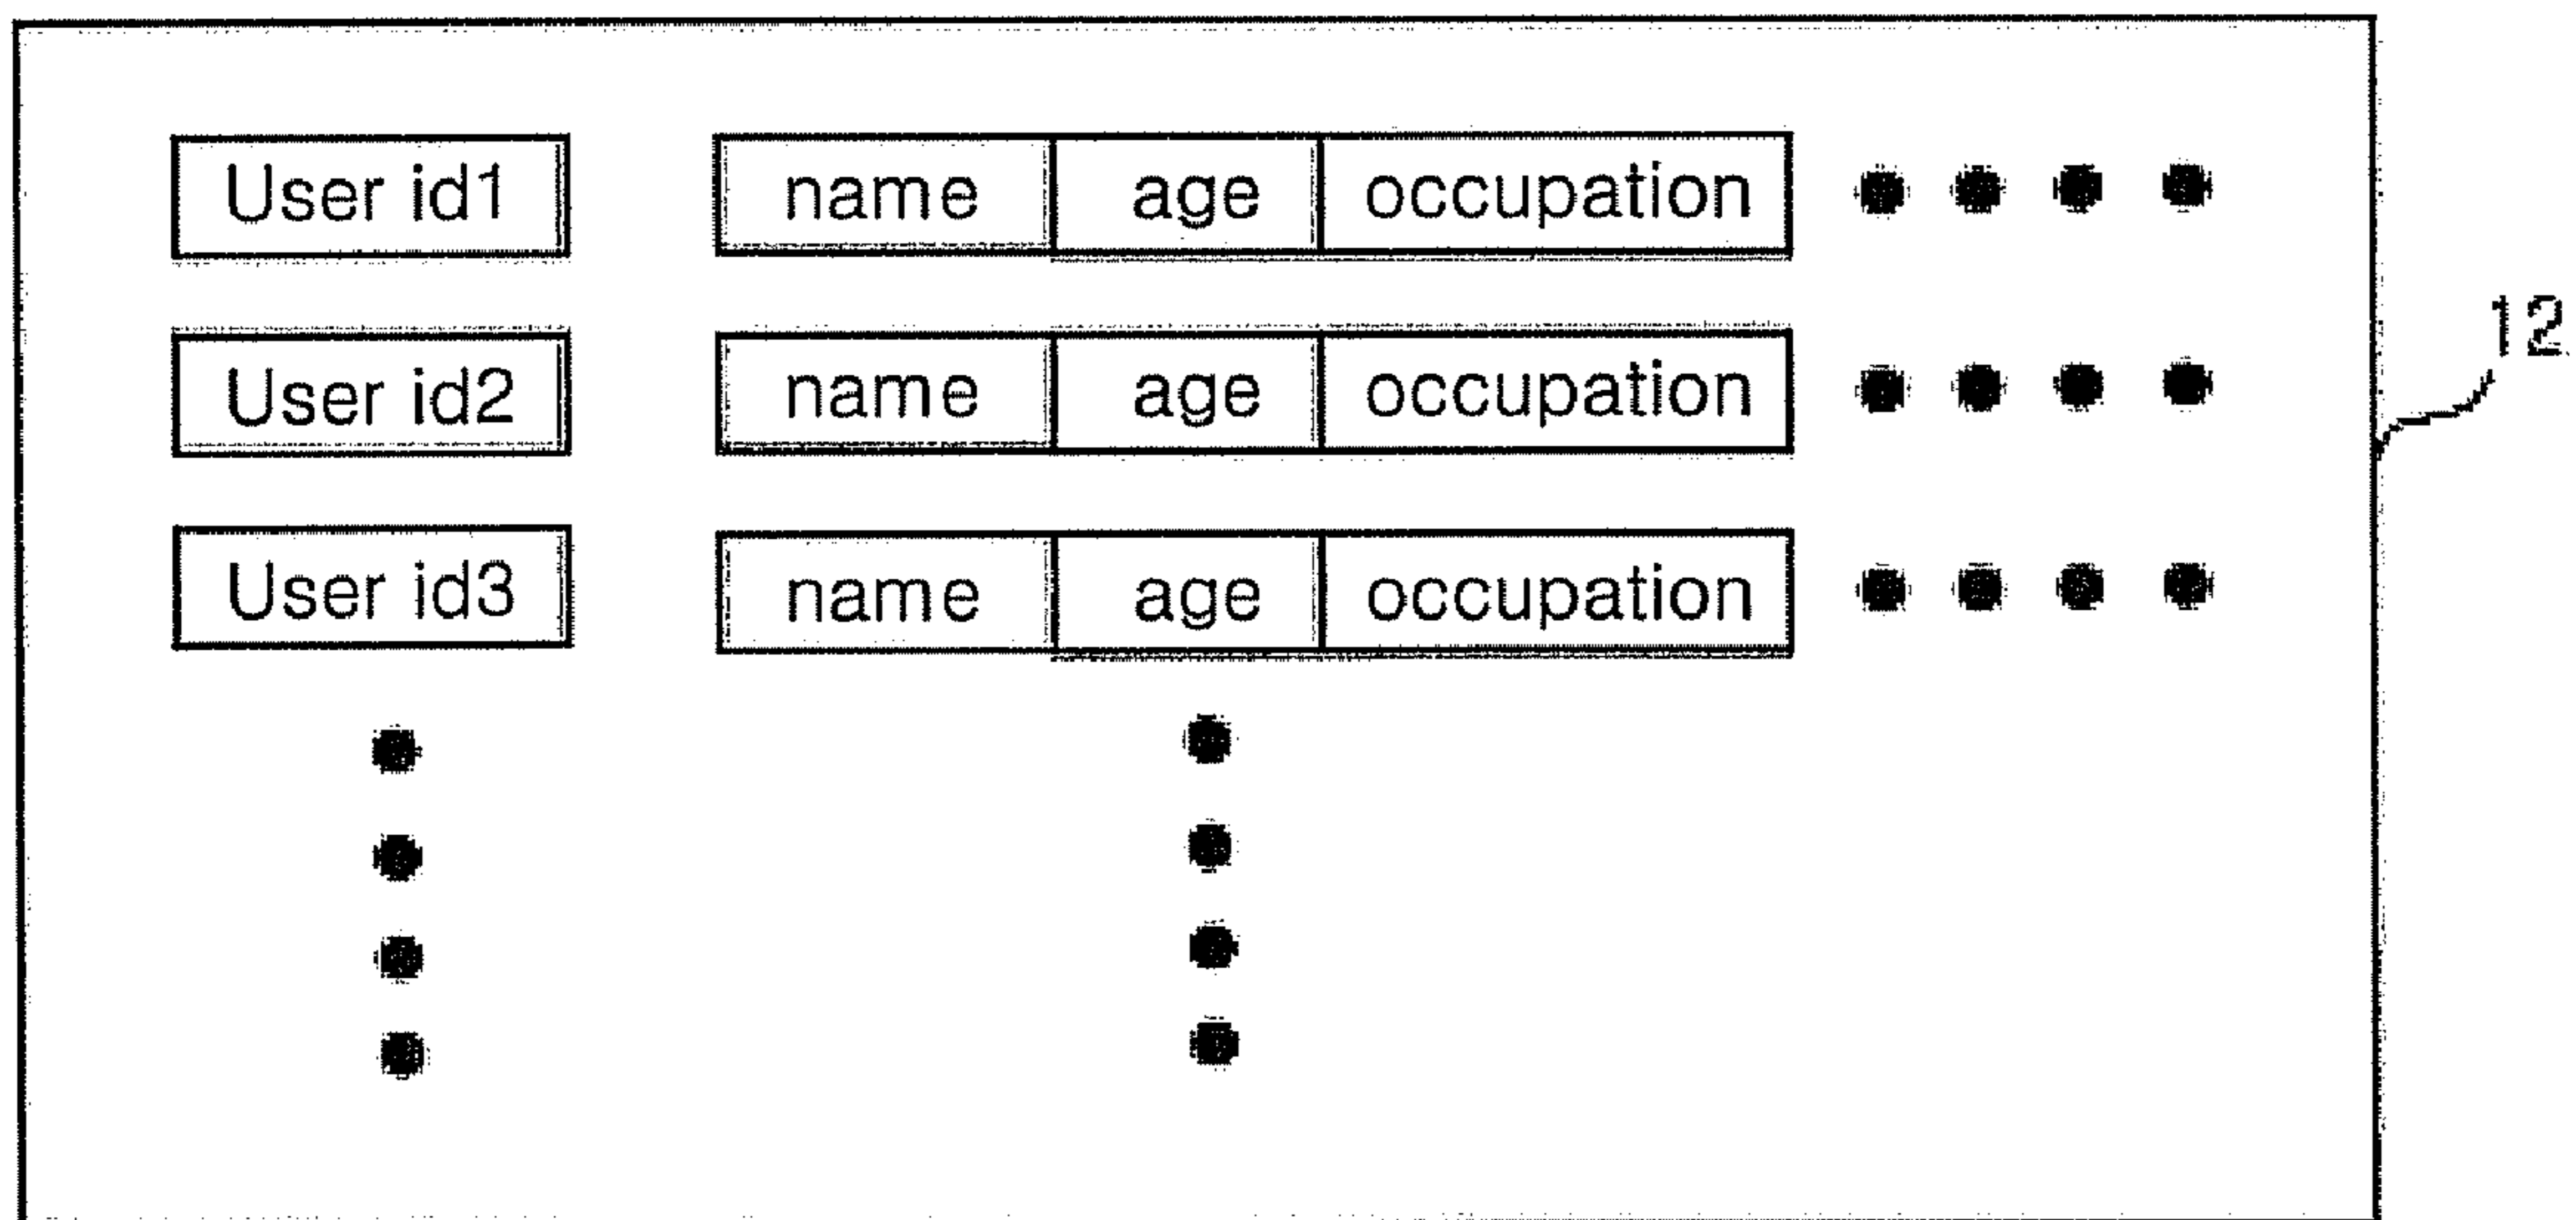 User id1 name age occupation
12
User id2 name age occupation
User id3 name age occupation